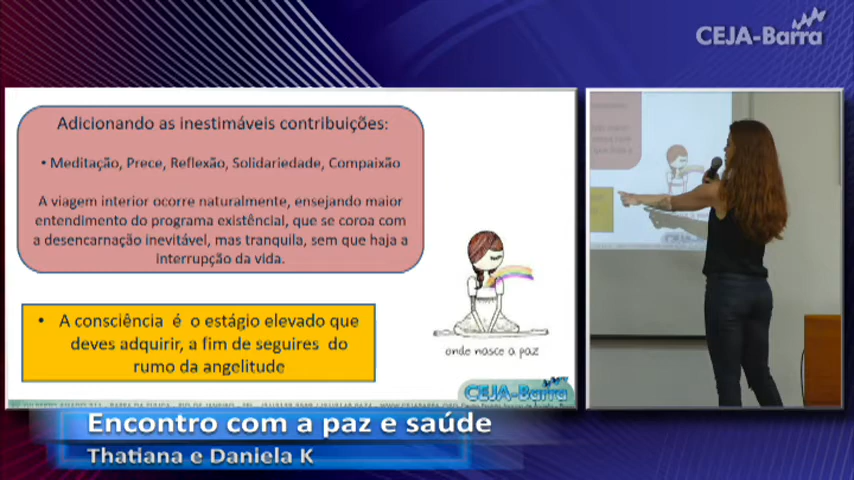 CEJA-Barra
Adicionando as inestimáveis contribuições:
• Meditação, Prece, Reflexão, Solidariedade, Compaixão
A viagem interior ocorre naturalmente, ensejando maior
entendimento do programa existêncial, que se coroa com
a desencarnação inevitável, mas tranquila, sem que haja a
interrupção da vida.
• A consciência é o estágio elevado que
deves adquirir, a fim de seguires do
rumo da angelitude
onde nasce a paz
CEJA-Barra
Encontro com a paz e saúde
Thatiana e Daniela K